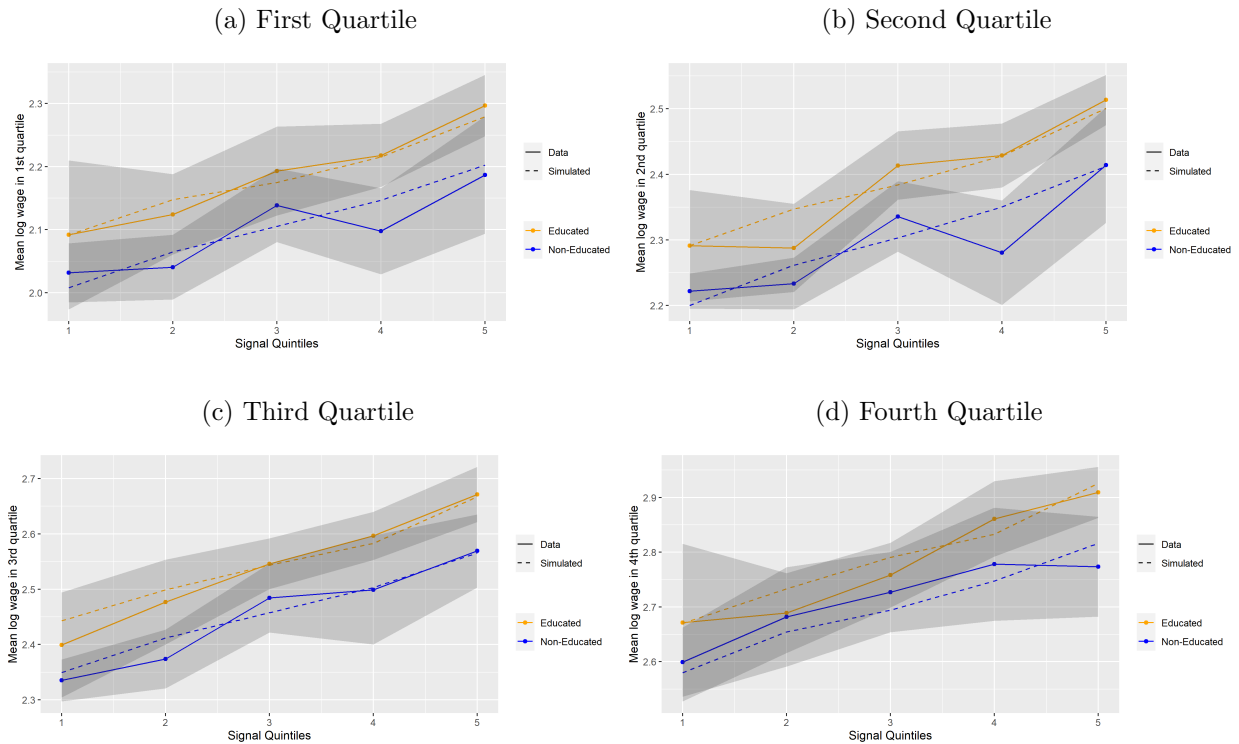 (a) First Quartile
Mean log wage in 1st quartile
2.3
2.2
2.1
2.0
1
2
3
4
5
Signal Quintiles
Data
Simulated
Educated
Non-Educated
(b) Second Quartile
Mean log wage in 2nd quartile
2.5
2.4
2.3
2.2
1
2
3
4
5
Signal Quintiles
Data
Simulated
Educated
Non-Educated
(c) Third Quartile
Mean log wage in 3rd quartile
2.7
2.6
2.5
2.4
2.3
1
2
3
4
5
Signal Quintiles
Data
Simulated
Educated
Non-Educated
(d) Fourth Quartile
Mean log wage in 4th quartile
2.9
2.8
2.7
2.6
1
2
3
4
5
Signal Quintiles
Data
Simulated
Educated
Non-Educated